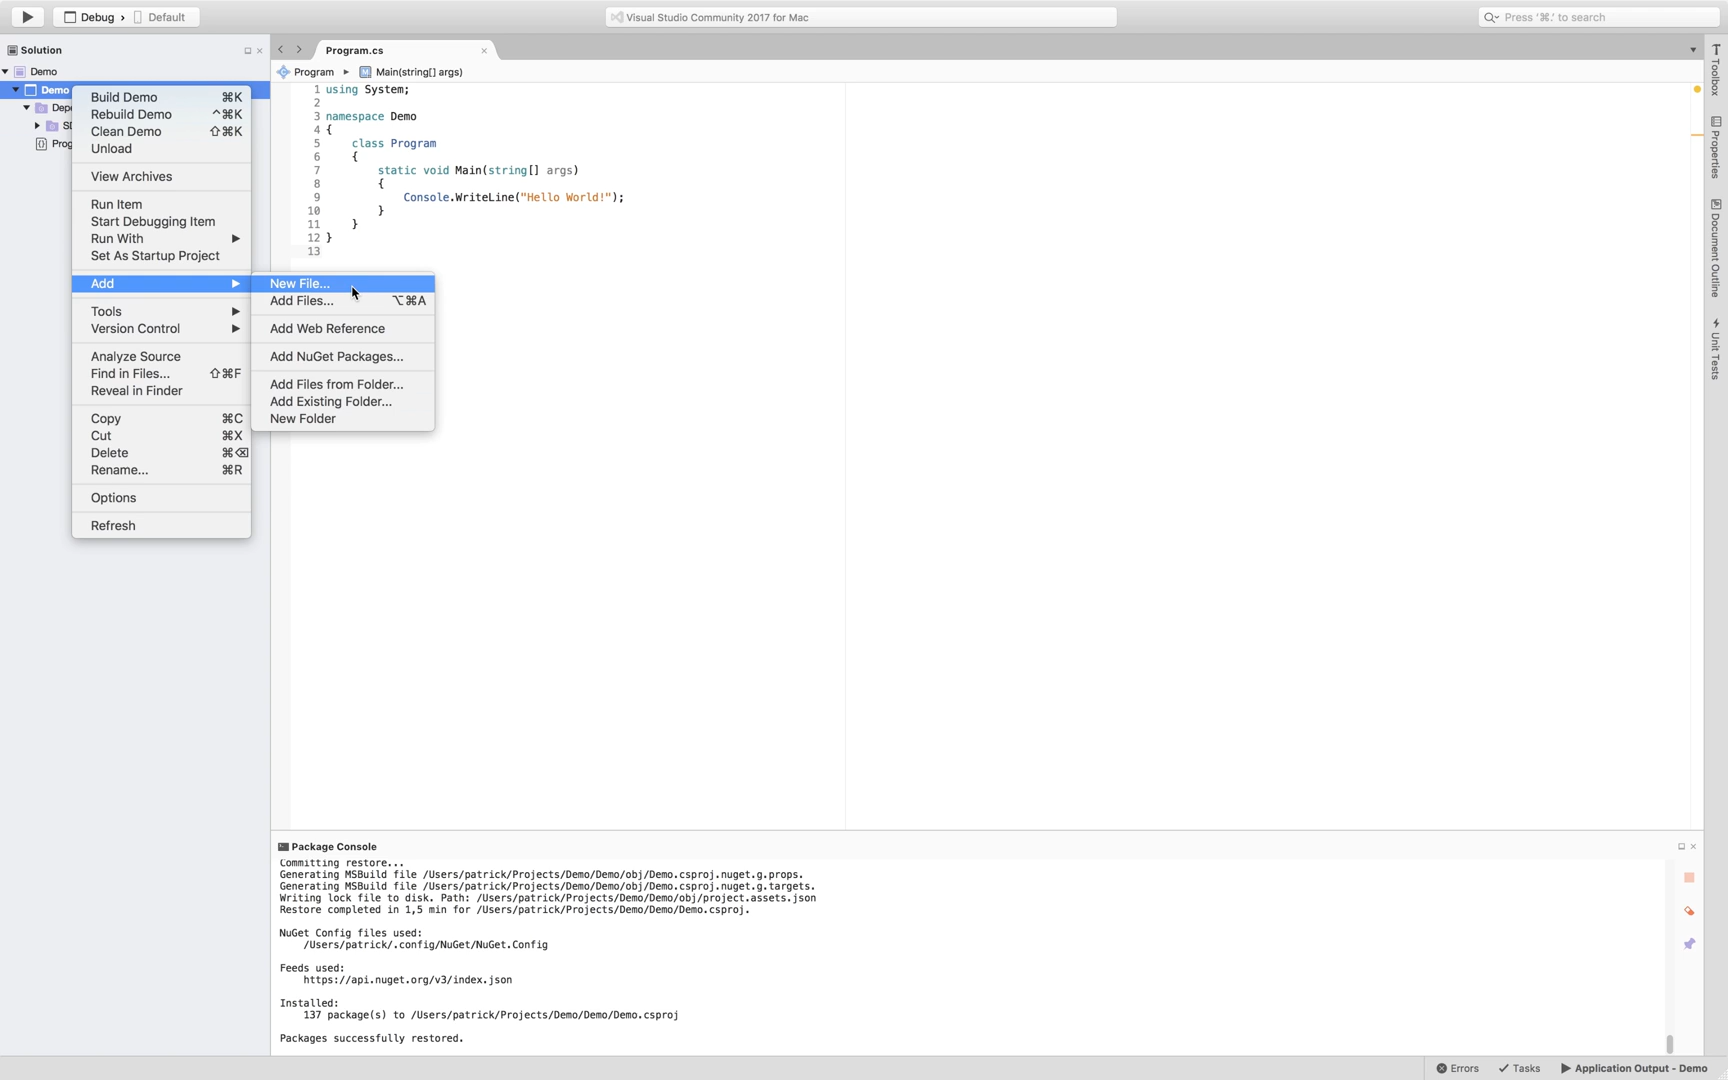 Debug › Default
Visual Studio Community 2017 for Mac
Press '⌘.' to search
Solution
Demo
Demo
Build Demo ⌘K
Rebuild Demo ^⌘K
Clean Demo ⇧⌘K
Unload
View Archives
Run Item
Start Debugging Item
Run With
Set As Startup Project
Add
Tools
Version Control
Analyze Source
Find in Files... ⇧⌘F
Reveal in Finder
Copy ⌘C
Cut ⌘X
Delete ⌘⌫
Rename... ⌘R
Options
Refresh
New File...
Add Files... ⌥⌘A
Add Web Reference
Add NuGet Packages...
Add Files from Folder...
Add Existing Folder...
New Folder
Program.cs
Program ▸ Main(string[] args)
1 using System;
2
3 namespace Demo
4 {
5 class Program
6 {
7 static void Main(string[] args)
8 {
9 Console.WriteLine("Hello World!");
10 }
11 }
12 }
13
Toolbox
Properties
Document Outline
Unit Tests
Package Console
Committing restore...
Generating MSBuild file /Users/patrick/Projects/Demo/Demo/obj/Demo.csproj.nuget.g.props.
Generating MSBuild file /Users/patrick/Projects/Demo/Demo/obj/Demo.csproj.nuget.g.targets.
Writing lock file to disk. Path: /Users/patrick/Projects/Demo/Demo/obj/project.assets.json
Restore completed in 1,5 min for /Users/patrick/Projects/Demo/Demo/Demo.csproj.
NuGet Config files used:
/Users/patrick/.config/NuGet/NuGet.Config
Feeds used:
https://api.nuget.org/v3/index.json
Installed:
137 package(s) to /Users/patrick/Projects/Demo/Demo/Demo.csproj
Packages successfully restored.
Errors
Tasks
Application Output - Demo